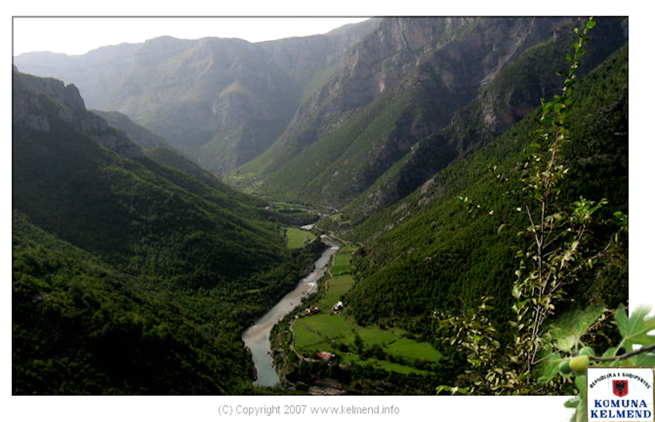 REPUBLIKA E SHQIPERISE
KOMUNA
KELMEND
(C) Copyright 2007 www.kelmend.info